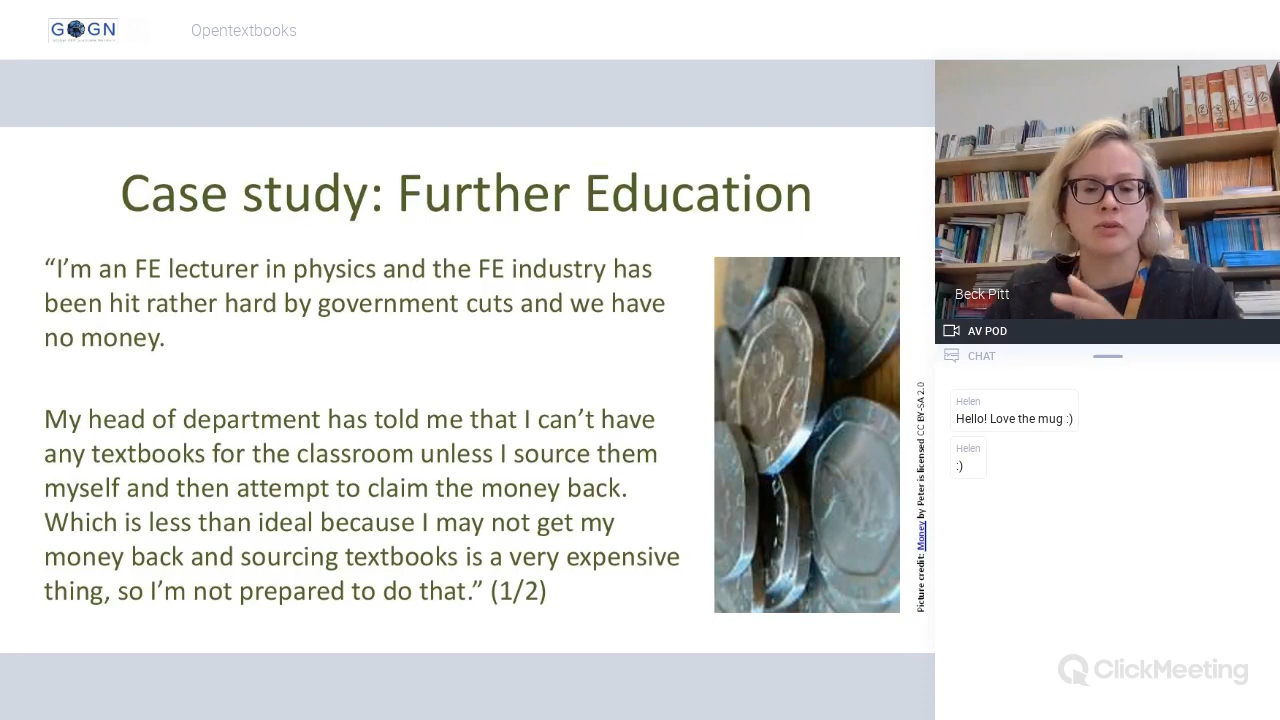 GOGN
Opentextbooks
Case study: Further Education
“I’m an FE lecturer in physics and the FE industry has
been hit rather hard by government cuts and we have
no money.
My head of department has told me that I can’t have
any textbooks for the classroom unless I source them
myself and then attempt to claim the money back.
Which is less than ideal because I may not get my
money back and sourcing textbooks is a very expensive
thing, so I’m not prepared to do that.” (1/2)
Picture credit: Money by Peter is licensed CC BY-SA 2.0
Beck Pitt
AV POD
CHAT
Helen
Hello! Love the mug :)
Helen
:)
ClickMeeting